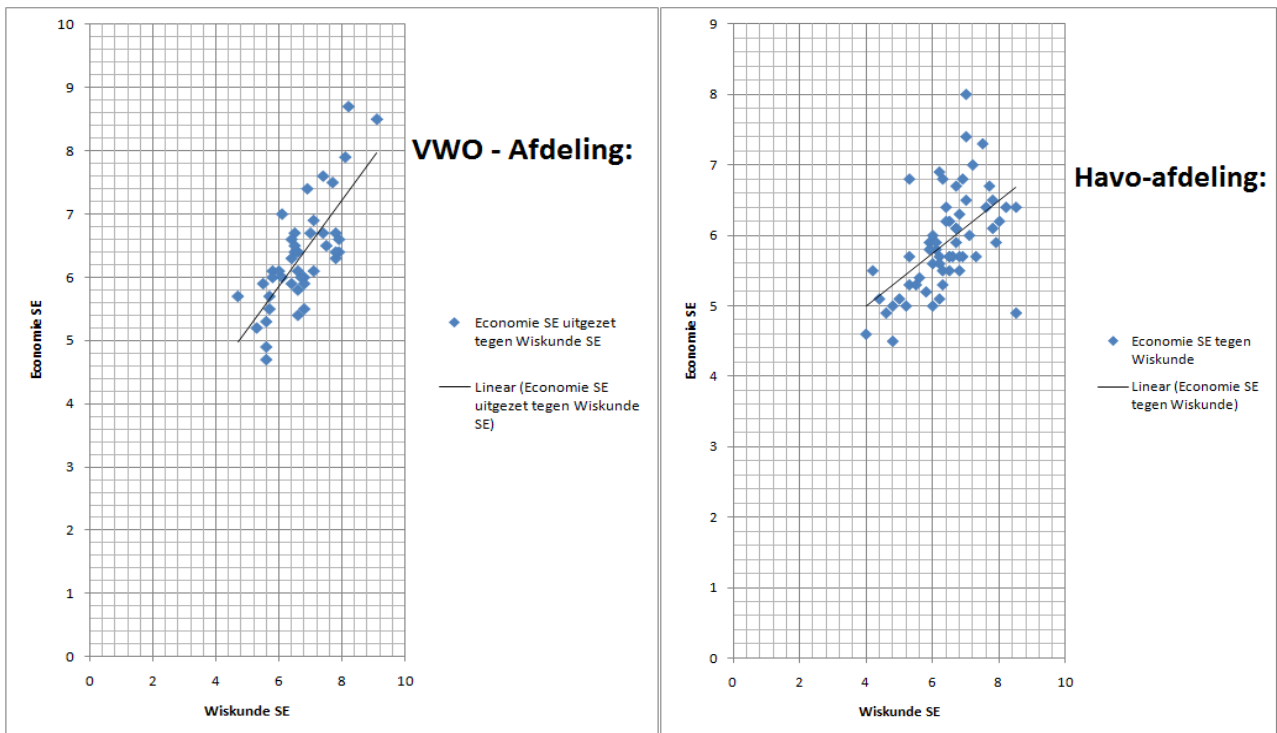 10
9
8
7
6
5
4
3
2
1
0
0 2 4 6 8 10
Economie SE
Wiskunde SE
VWO - Afdeling:
Economie SE uitgezet
tegen Wiskunde SE
Linear (Economie SE
uitgezet tegen Wiskunde
SE)
9
8
7
6
5
4
3
2
1
0
0 2 4 6 8 10
Economie SE
Wiskunde SE
Havo-afdeling:
Economie SE tegen
Wiskunde
Linear (Economie SE
tegen Wiskunde)